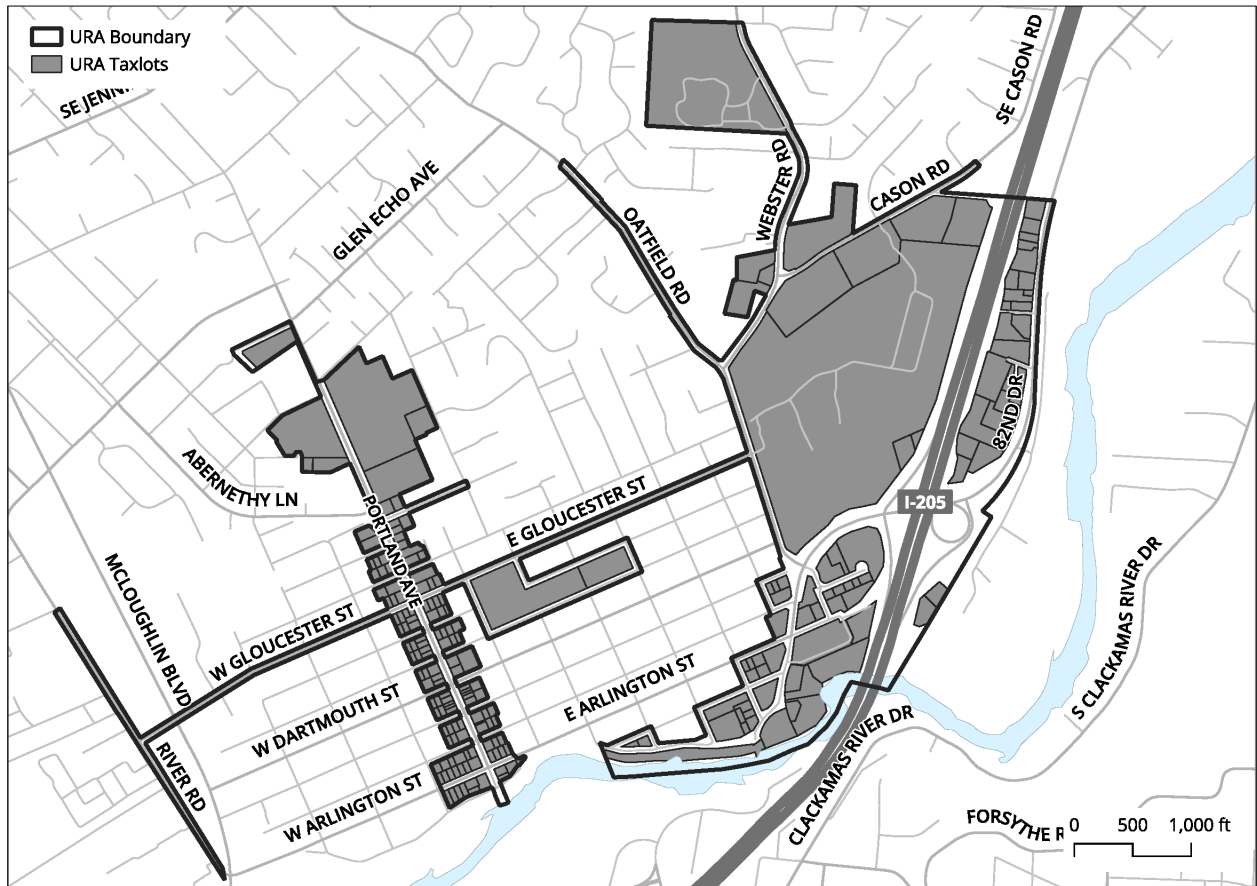 URA Boundary
URA Taxlots
SE CASON RD
GLEN ECHO AVE
WEBSTER RD
CASON RD
OATFIELD RD
82ND DR
ABERNETHY LN
PORTLAND AVE
E GLOUCESTER ST
I-205
MCLOUGHLIN BLVD
W GLOUCESTER ST
S CLACKAMAS RIVER DR
E ARLINGTON ST
W DARTMOUTH ST
RIVER RD
W ARLINGTON ST
CLACKAMAS RIVER DR
FORSYTHE
0 500 1,000 ft